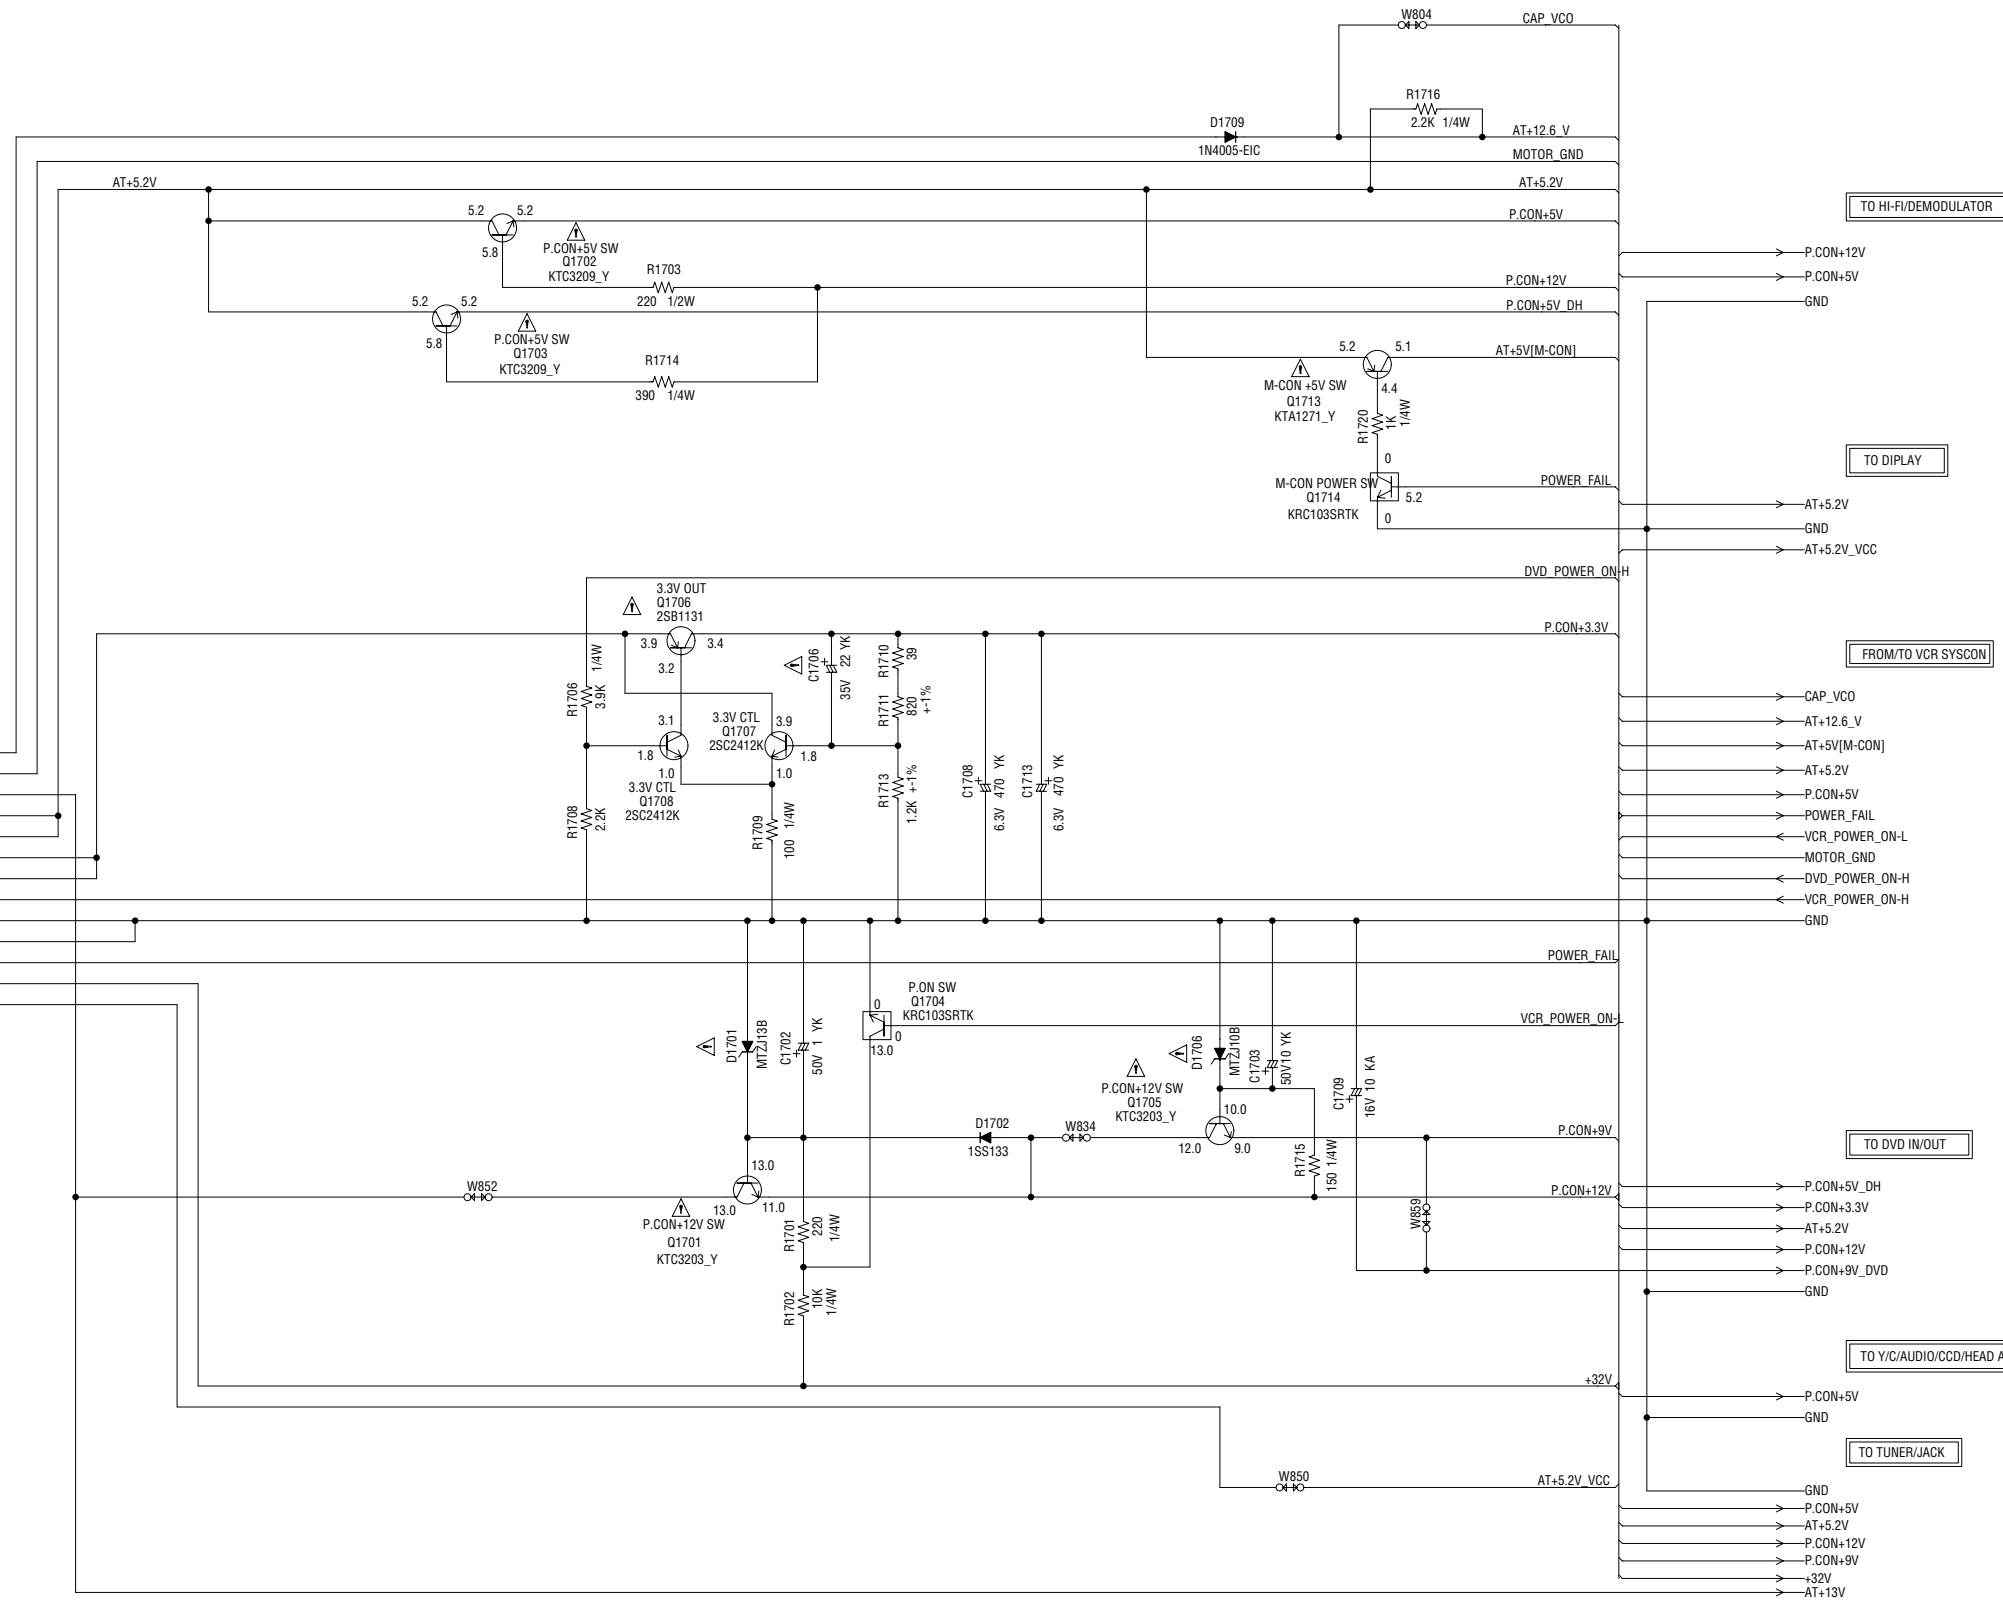 W804
CAP_VCO
R1716
2.2K 1/4W
D1709
1N4005-EIC
AT+12.6_V
MOTOR_GND
AT+5.2V
AT+5.2V
TO HI-FI/DEMODULATOR
5.2
5.2
5.8
P.CON+5V SW
Q1702
KTC3209_Y
P.CON+5V
P.CON+12V
P.CON+5V
GND
R1703
220 1/2W
P.CON+12V
5.2
5.2
5.8
P.CON+5V SW
Q1703
KTC3209_Y
P.CON+5V_DH
R1714
390 1/4W
5.2
5.1
AT+5V[M-CON]
M-CON +5V SW
Q1713
KTA1271_Y
4.4
R1720
1K
1/4W
0
M-CON POWER SW
Q1714
KRC103SRTK
5.2
0
POWER_FAIL
TO DIPLAY
AT+5.2V
GND
AT+5.2V_VCC
DVD_POWER_ON-H
3.3V OUT
Q1706
2SB1131
3.9
3.4
3.2
P.CON+3.3V
R1706
3.9K
1/4W
C1706
35V 22 YK
R1710
39
R1711
820
+-1%
3.1
3.3V CTL
Q1707
2SC2412K
3.9
1.8
1.8
1.0
1.0
3.3V CTL
Q1708
2SC2412K
R1708
2.2K
R1709
100 1/4W
R1713
1.2K +-1%
C1708
6.3V 470 YK
C1713
6.3V 470 YK
FROM/TO VCR SYSCON
CAP_VCO
AT+12.6_V
AT+5V[M-CON]
AT+5.2V
P.CON+5V
POWER_FAIL
VCR_POWER_ON-L
MOTOR_GND
DVD_POWER_ON-H
VCR_POWER_ON-H
GND
POWER_FAIL
P.ON SW
Q1704
KRC103SRTK
0
0
13.0
VCR_POWER_ON-L
D1701
MTZJ13B
C1702
50V 1 YK
D1706
MTZJ10B
C1703
50V10 YK
C1709
16V 10 KA
P.CON+12V SW
Q1705
KTC3203_Y
10.0
12.0
9.0
D1702
1SS133
W834
P.CON+9V
R1715
150 1/4W
TO DVD IN/OUT
W852
13.0
13.0
11.0
P.CON+12V SW
Q1701
KTC3203_Y
R1701
220
1/4W
R1702
10K
1/4W
P.CON+12V
W859
P.CON+5V_DH
P.CON+3.3V
AT+5.2V
P.CON+12V
P.CON+9V_DVD
GND
TO Y/C/AUDIO/CCD/HEAD A
+32V
P.CON+5V
GND
TO TUNER/JACK
W850
AT+5.2V_VCC
GND
P.CON+5V
AT+5.2V
P.CON+12V
P.CON+9V
+32V
AT+13V